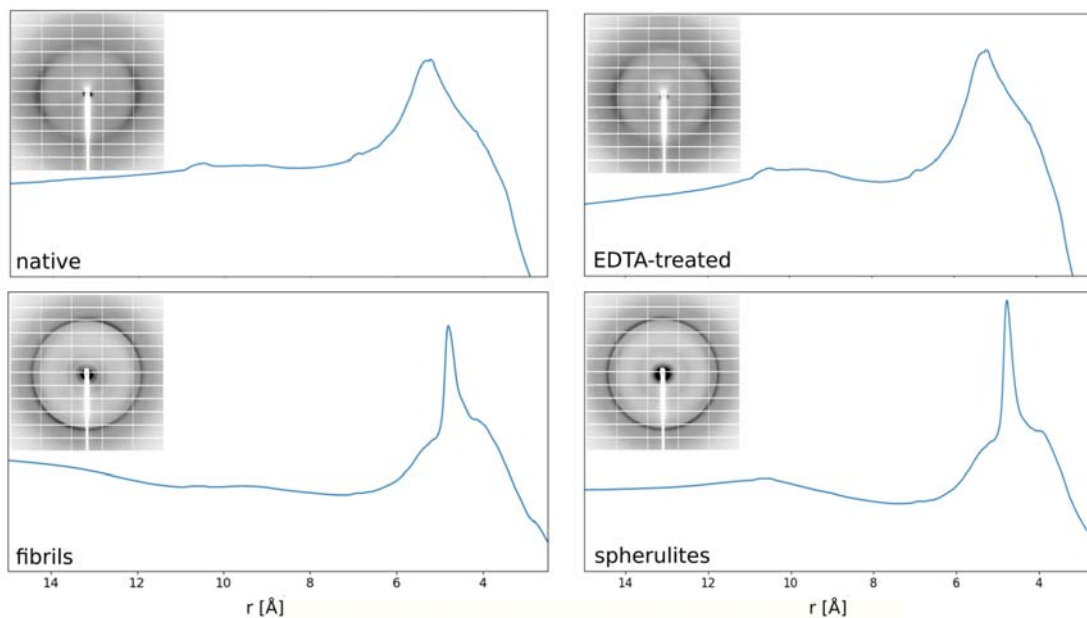 native
EDTA-treated
fibrils
spherulites
14 12 10 8 6 4
14 12 10 8 6 4
r [Å]
r [Å]